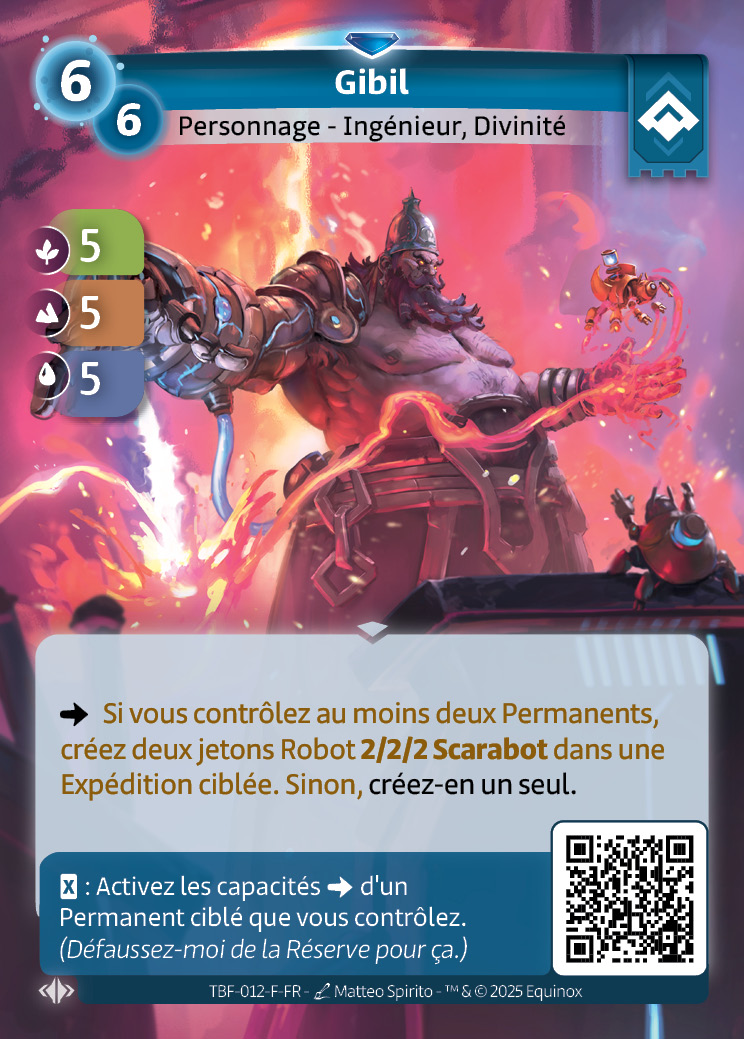 6
Gibil
6
Personnage - Ingénieur, Divinité
5
5
5
Si vous contrôlez au moins deux Permanents,
créez deux jetons Robot 2/2/2 Scarabot dans une
Expédition ciblée. Sinon, créez-en un seul.
X : Activez les capacités → d'un
Permanent ciblé que vous contrôlez.
(Défaussez-moi de la Réserve pour ça.)
TBF-012-F-FR - Matteo Spirito - ™ & © 2025 Equinox